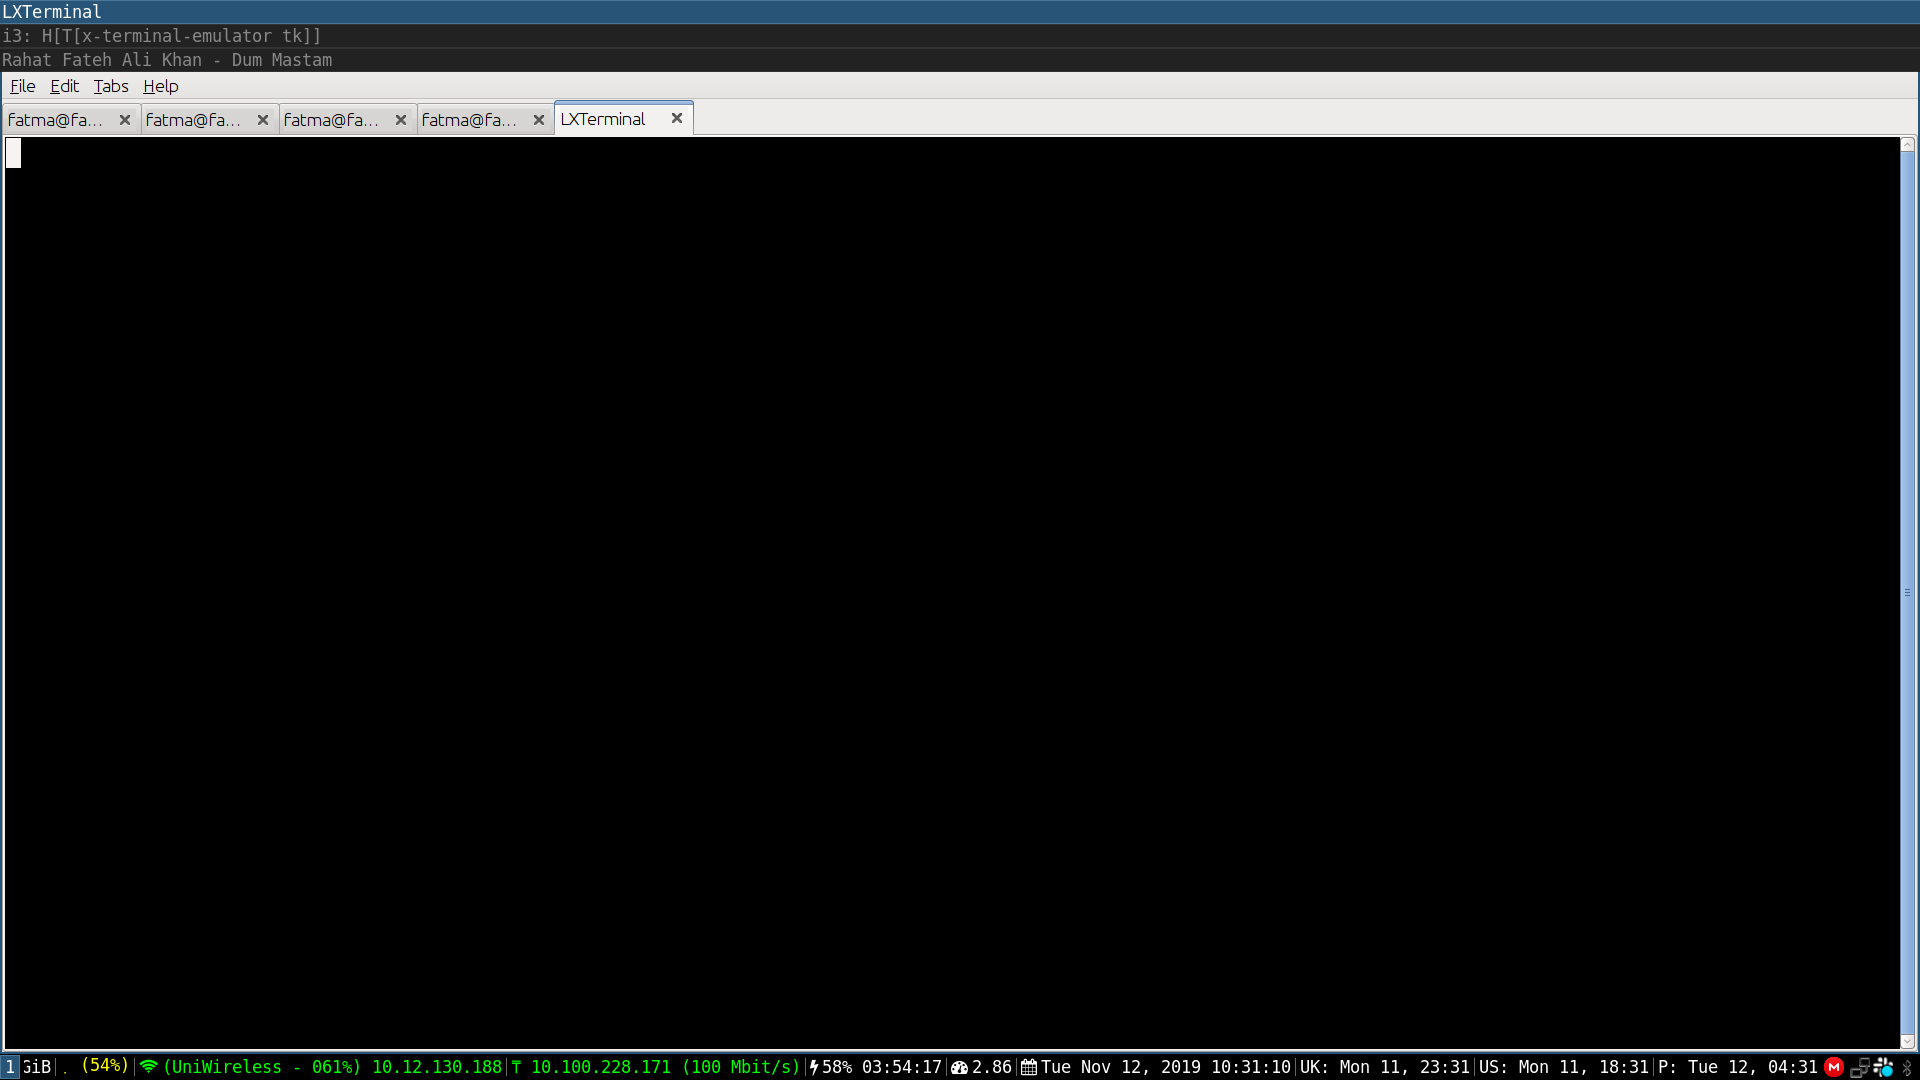 LXTerminal
i3: H[T[x-terminal-emulator tk]]
Rahat Fateh Ali Khan - Dum Mastam
File Edit Tabs Help
fatma@fa... fatma@fa... fatma@fa... fatma@fa... LXTerminal
1 GiB . (54%) (UniWireless - 061%) 10.12.130.188 10.100.228.171 (100 Mbit/s) 58% 03:54:17 2.86 Tue Nov 12, 2019 10:31:10 UK: Mon 11, 23:31 US: Mon 11, 18:31 P: Tue 12, 04:31 M